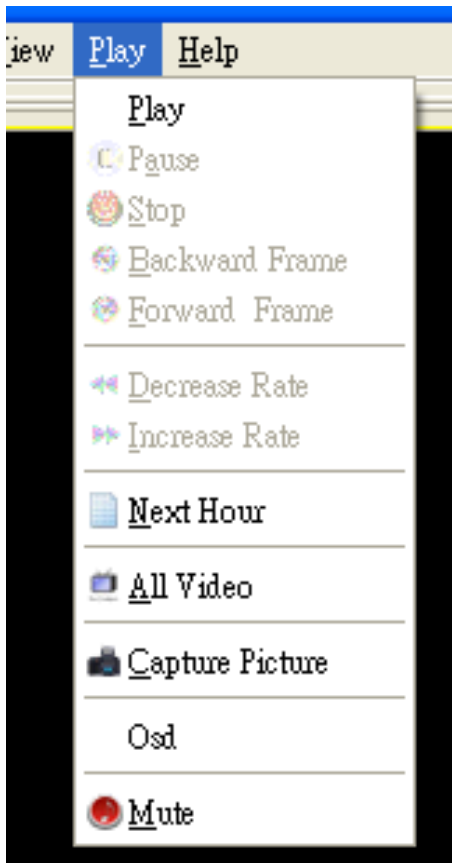 iew Play Help
Play
Pause
Stop
Backward Frame
Forward Frame
Decrease Rate
Increase Rate
Next Hour
All Video
Capture Picture
Osd
Mute